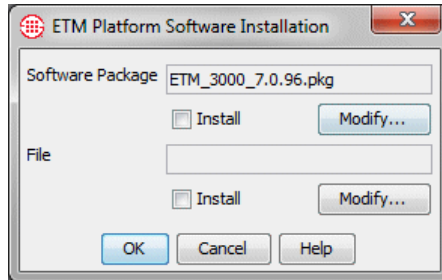 ETM Platform Software Installation
Software Package ETM_3000_7.0.96.pkg
Install Modify...
File
Install Modify...
OK Cancel Help